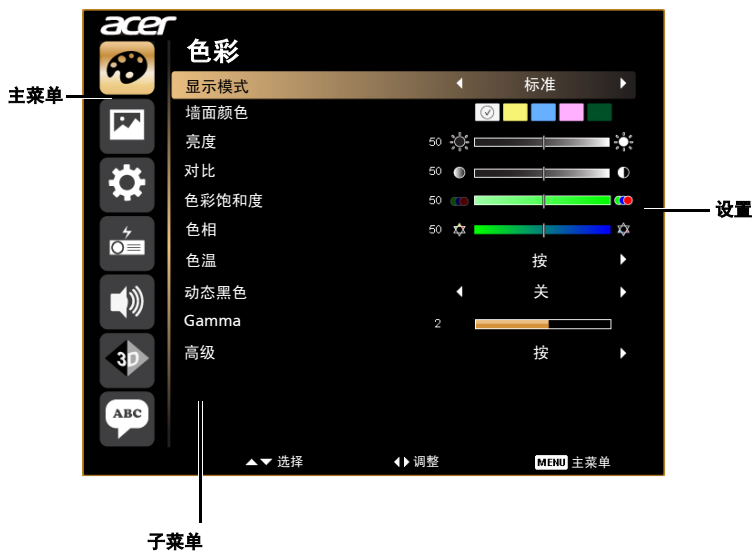 acer
色彩
主菜单
显示模式 标准
墙面颜色
亮度 50
对比 50
色彩饱和度 50
设置
色相 50
色温 按
动态黑色 关
Gamma 2
高级 按
3D
ABC
选择 调整 MENU 主菜单
子菜单